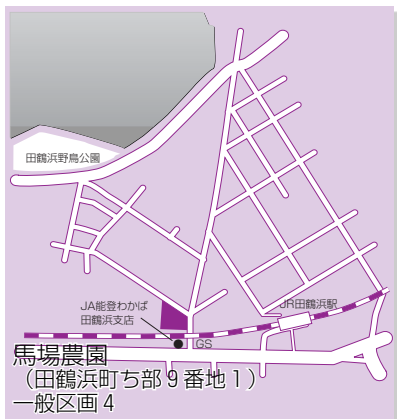 田鶴浜野鳥公園
JA能登わかば
田鶴浜支店
JR田鶴浜駅
GS
馬場農園
（田鶴浜町ち部９番地１）
一般区画４